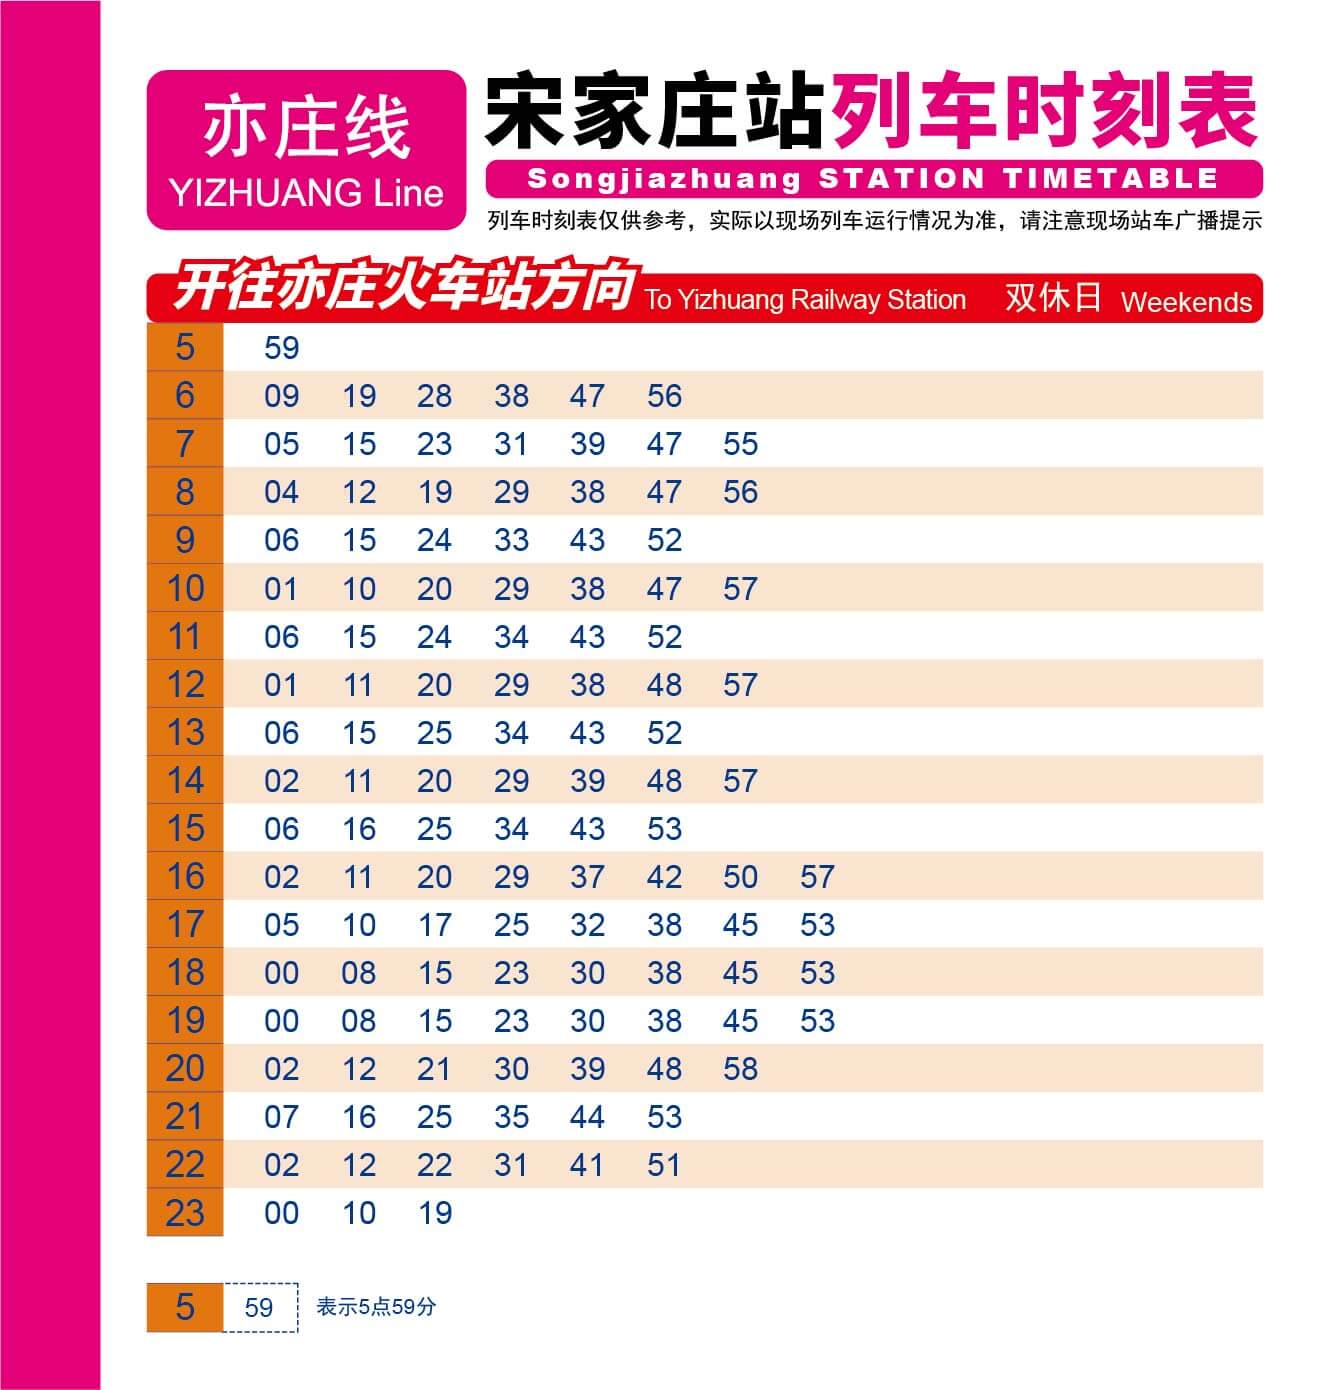 亦庄线
YIZHUANG Line
宋家庄站列车时刻表
Songjiazhuang STATION TIMETABLE
列车时刻表仅供参考，实际以现场列车运行情况为准，请注意现场站车广播提示
开往亦庄火车站方向 To Yizhuang Railway Station 双休日 Weekends
5 59
6 09 19 28 38 47 56
7 05 15 23 31 39 47 55
8 04 12 19 29 38 47 56
9 06 15 24 33 43 52
10 01 10 20 29 38 47 57
11 06 15 24 34 43 52
12 01 11 20 29 38 48 57
13 06 15 25 34 43 52
14 02 11 20 29 39 48 57
15 06 16 25 34 43 53
16 02 11 20 29 37 42 50 57
17 05 10 17 25 32 38 45 53
18 00 08 15 23 30 38 45 53
19 00 08 15 23 30 38 45 53
20 02 12 21 30 39 48 58
21 07 16 25 35 44 53
22 02 12 22 31 41 51
23 00 10 19
5 59 表示5点59分